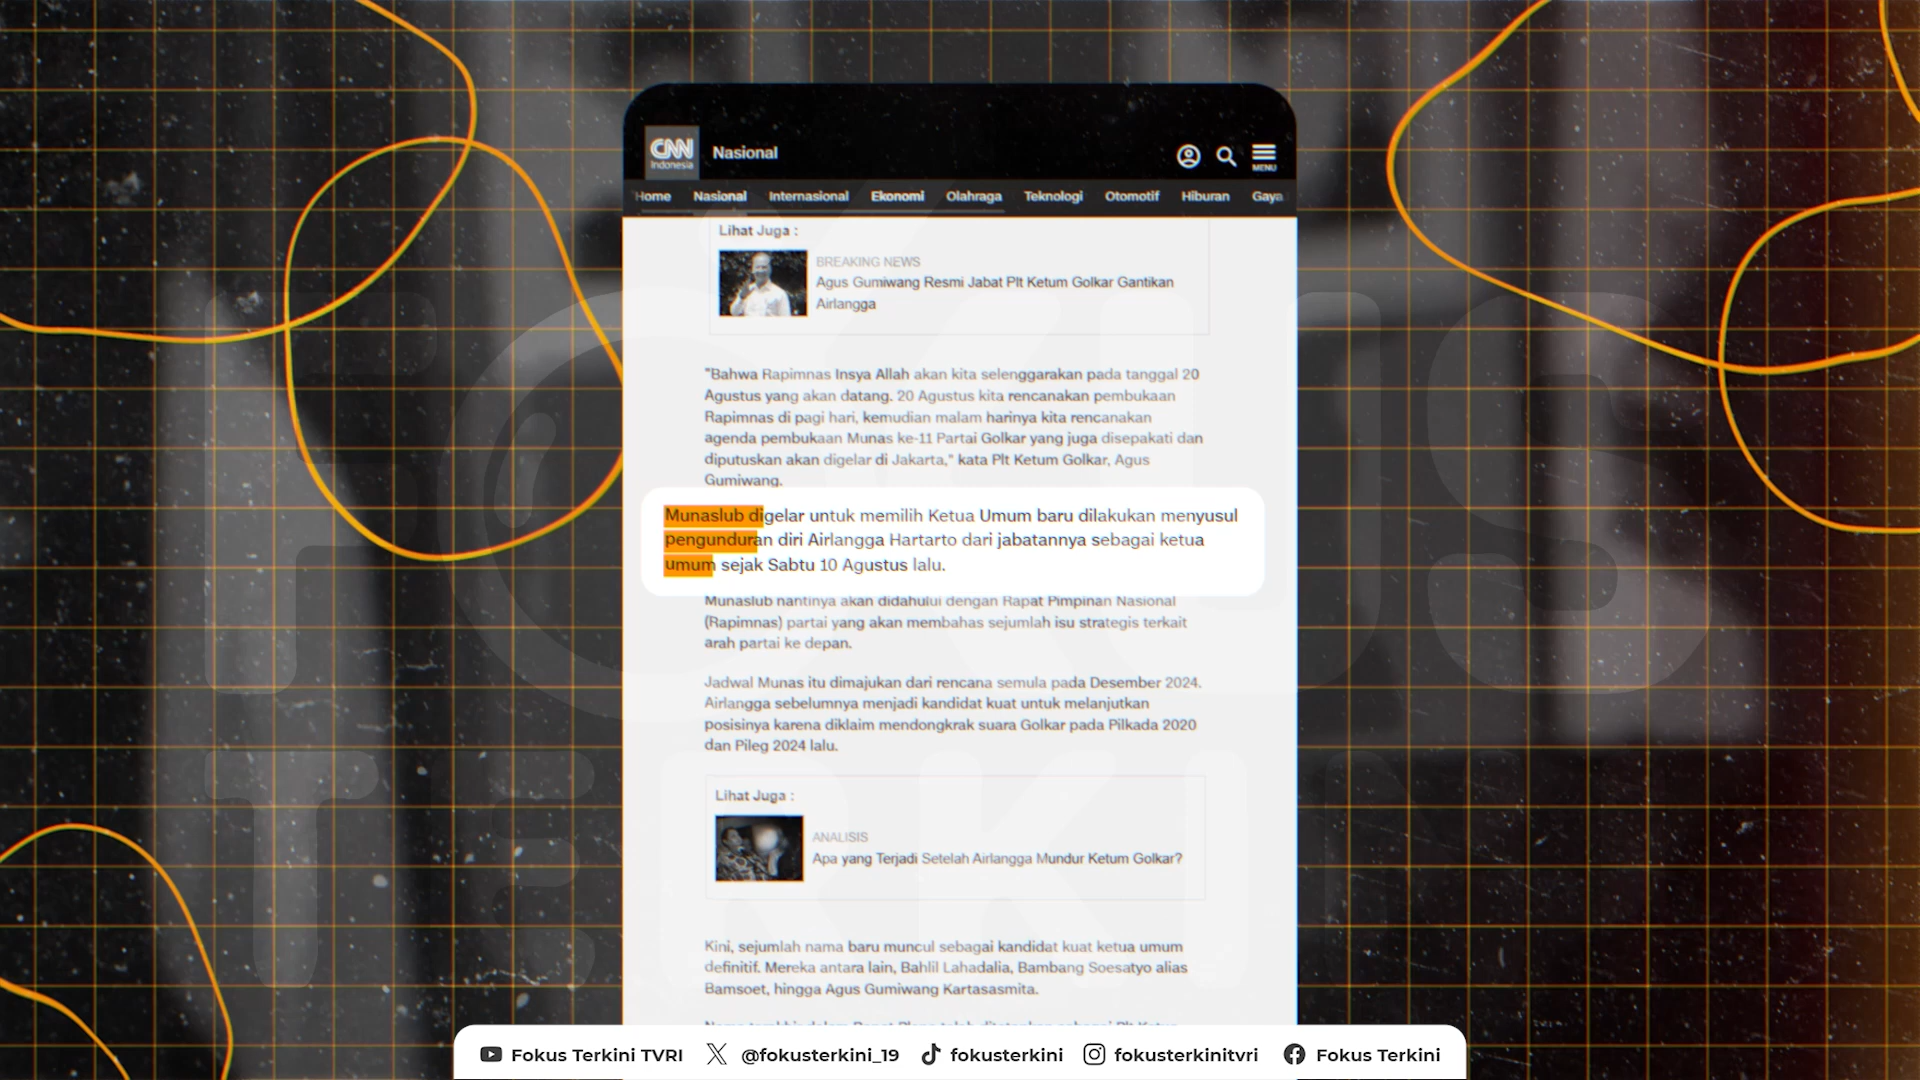 CNN
Indonesia
Nasional
MENU
Home Nasional Internasional Ekonomi Olahraga Teknologi Otomotif Hiburan Gaya
Lihat Juga :
BREAKING NEWS
Agus Gumiwang Resmi Jabat Plt Ketum Golkar Gantikan
Airlangga
"Bahwa Rapimnas Insya Allah akan kita selenggarakan pada tanggal 20
Agustus yang akan datang. 20 Agustus kita rencanakan pembukaan
Rapimnas di pagi hari, kemudian malam harinya kita rencanakan
agenda pembukaan Munas ke-11 Partai Golkar yang juga disepakati dan
diputuskan akan digelar di Jakarta," kata Plt Ketum Golkar, Agus
Gumiwang.
Munaslub digelar untuk memilih Ketua Umum baru dilakukan menyusul
pengunduran diri Airlangga Hartarto dari jabatannya sebagai ketua
umum sejak Sabtu 10 Agustus lalu.
Munaslub nantinya akan didahului dengan Rapat Pimpinan Nasional
(Rapimnas) partai yang akan membahas sejumlah isu strategis terkait
arah partai ke depan.
Jadwal Munas itu dimajukan dari rencana semula pada Desember 2024.
Airlangga sebelumnya menjadi kandidat kuat untuk melanjutkan
posisinya karena diklaim mendongkrak suara Golkar pada Pilkada 2020
dan Pileg 2024 lalu.
Lihat Juga :
ANALISIS
Apa yang Terjadi Setelah Airlangga Mundur Ketum Golkar?
Kini, sejumlah nama baru muncul sebagai kandidat kuat ketua umum
definitif. Mereka antara lain, Bahlil Lahadalia, Bambang Soesatyo alias
Bamsoet, hingga Agus Gumiwang Kartasasmita.
FOKUS
TERKINI
Fokus Terkini TVRI @fokusterkini_19 fokusterkini fokusterkinitvri Fokus Terkini